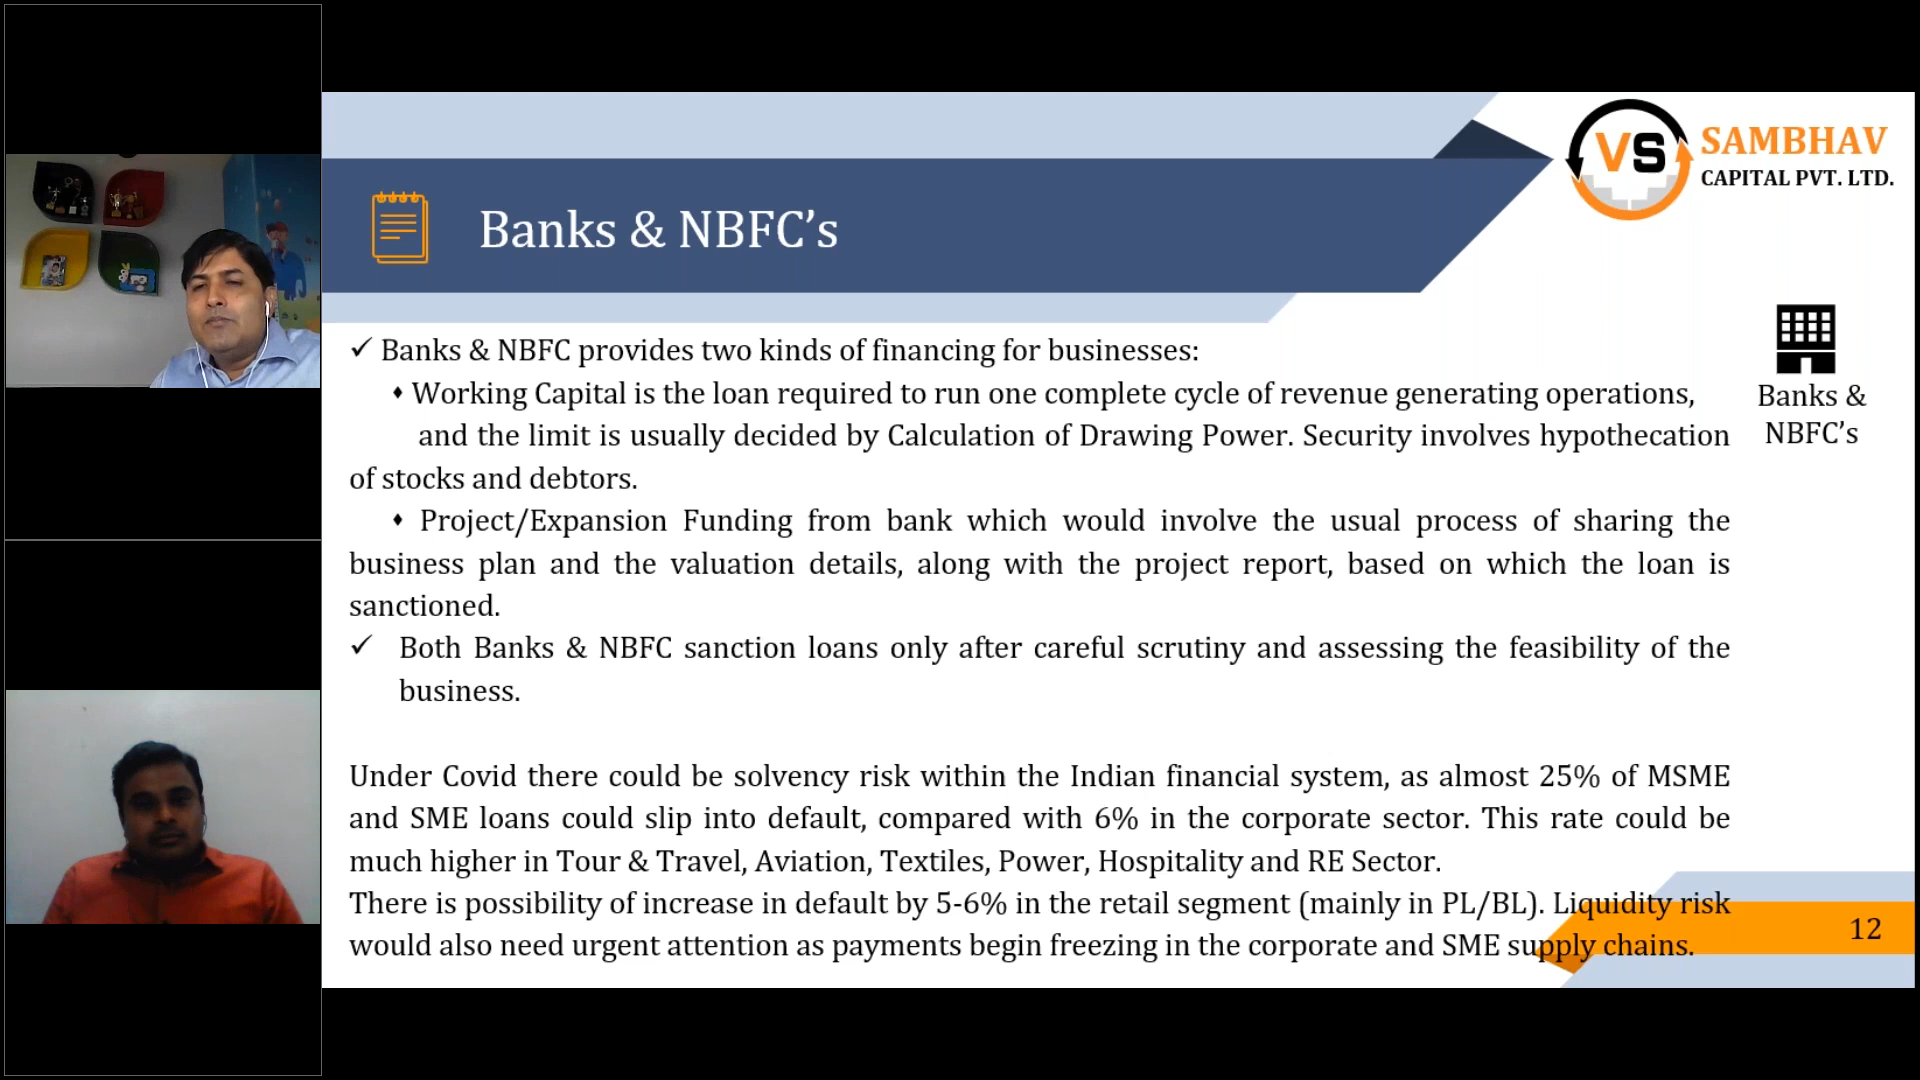 VS
SAMBHAV
CAPITAL PVT. LTD.
Banks & NBFC’s
✓ Banks & NBFC provides two kinds of financing for businesses:
⬧ Working Capital is the loan required to run one complete cycle of revenue generating operations,
and the limit is usually decided by Calculation of Drawing Power. Security involves hypothecation
of stocks and debtors.
⬧ Project/Expansion Funding from bank which would involve the usual process of sharing the
business plan and the valuation details, along with the project report, based on which the loan is
sanctioned.
✓ Both Banks & NBFC sanction loans only after careful scrutiny and assessing the feasibility of the
business.
Banks &
NBFC’s
Under Covid there could be solvency risk within the Indian financial system, as almost 25% of MSME
and SME loans could slip into default, compared with 6% in the corporate sector. This rate could be
much higher in Tour & Travel, Aviation, Textiles, Power, Hospitality and RE Sector.
There is possibility of increase in default by 5-6% in the retail segment (mainly in PL/BL). Liquidity risk
would also need urgent attention as payments begin freezing in the corporate and SME supply chains.
12